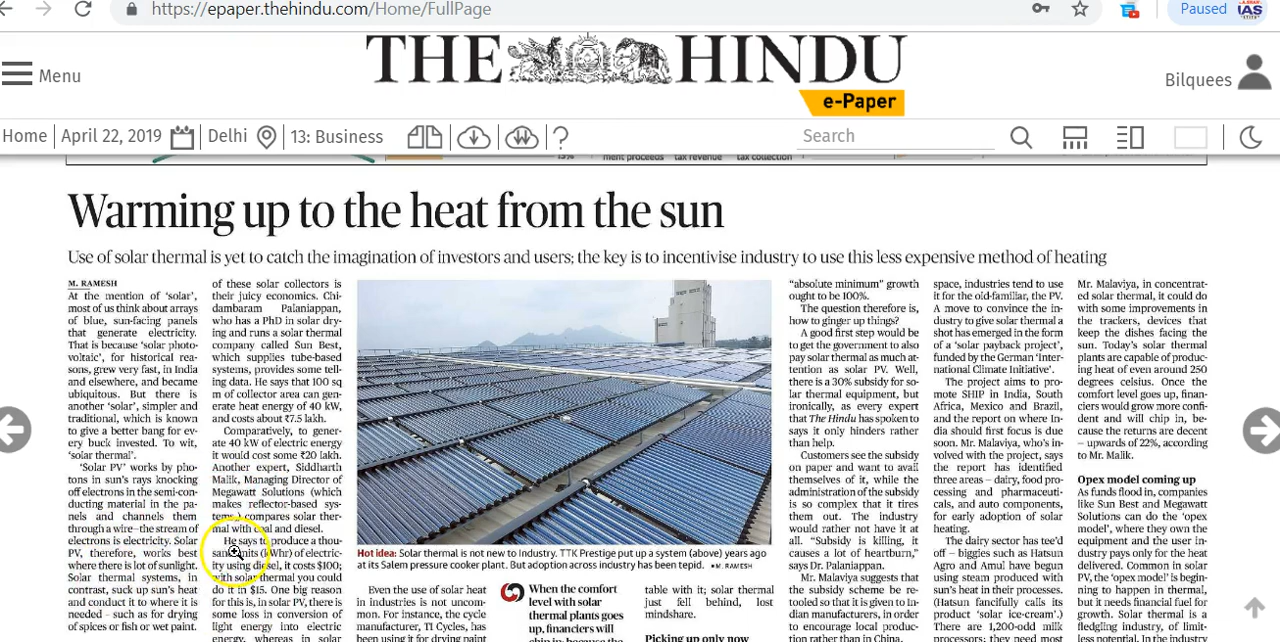 https://epaper.thehindu.com/Home/FullPage
Paused
IAS
Menu
THE HINDU
e-Paper
Bilquees
Home
April 22, 2019
Delhi
13: Business
?
Search
ment proceeds tax revenue tax collection
Warming up to the heat from the sun
Use of solar thermal is yet to catch the imagination of investors and users; the key is to incentivise industry to use this less expensive method of heating
M. RAMESH
At the mention of ‘solar’,
most of us think about arrays
of blue, sun-facing panels
that generate electricity.
That is because ‘solar photo-
voltaic’, for historical rea-
sons, grew very fast, in India
and elsewhere, and became
ubiquitous. But there is
another ‘solar’, simpler and
traditional, which is known
to give a better bang for ev-
ery buck invested. To wit,
‘solar thermal’.
‘Solar PV’ works by pho-
tons in sun’s rays knocking
off electrons in the semi-con-
ducting material in the pa-
nels and channels them
through a wire–the stream of
electrons is electricity. Solar
PV, therefore, works best
where there is lot of sunlight.
Solar thermal systems, in
contrast, suck up sun’s heat
and conduct it to where it is
needed – such as for drying
of spices or fish or wet paint.
of these solar collectors is
their juicy economics. Chi-
dambaram Palaniappan,
who has a PhD in solar dry-
ing and runs a solar thermal
company called Sun Best,
which supplies tube-based
systems, provides some tell-
ing data. He says that 100 sq
m of collector area can gen-
erate heat energy of 40 kW,
and costs about ₹7.5 lakh.
Comparatively, to gener-
ate 40 kW of electric energy
it would cost some ₹20 lakh.
Another expert, Siddharth
Malik, Managing Director of
Megawatt Solutions (which
makes reflector-based sys-
tems) compares solar ther-
mal with coal and diesel.
He says to produce a thou-
sand units (kWhr) of electric-
ity using diesel, it costs $100;
with solar thermal you could
do it in $15. One big reason
for this is, in solar PV, there is
some loss in conversion of
light energy into electric
energy, whereas in solar
Hot idea: Solar thermal is not new to Industry. TTK Prestige put up a system (above) years ago
at its Salem pressure cooker plant. But adoption across industry has been tepid. •M. RAMESH
Even the use of solar heat
in industries is not uncom-
mon. For instance, the cycle
manufacturer, TI Cycles, has
been using it for drying paint
When the comfort
level with solar
thermal plants goes
up, financiers will
chip in, because the
table with it; solar thermal
just fell behind, lost
mindshare.
Picking up only now
“absolute minimum” growth
ought to be 100%.
The question therefore is,
how to ginger up things?
A good first step would be
to get the government to also
pay solar thermal as much at-
tention as solar PV. Well,
there is a 30% subsidy for so-
lar thermal equipment, but
ironically, as every expert
that The Hindu has spoken to
says it only hinders rather
than help.
Customers see the subsidy
on paper and want to avail
themselves of it, while the
administration of the subsidy
is so complex that it tires
them out. The industry
would rather not have it at
all. “Subsidy is killing, it
causes a lot of heartburn,”
says Dr. Palaniappan.
Mr. Malaviya suggests that
the subsidy scheme be re-
tooled so that it is given to In-
dian manufacturers, in order
to encourage local produc-
tion rather than in China.
space, industries tend to use
it for the old-familiar, the PV.
A move to convince the in-
dustry to give solar thermal a
shot has emerged in the form
of a ‘solar payback project’,
funded by the German ‘Inter-
national Climate Initiative’.
The project aims to pro-
mote SHIP in India, South
Africa, Mexico and Brazil,
and the report on where In-
dia should first focus is due
soon. Mr. Malaviya, who’s in-
volved with the project, says
the report has identified
three areas – dairy, food pro-
cessing and pharmaceuti-
cals, and auto components,
for early adoption of solar
heating.
The dairy sector has tee’d
off – biggies such as Hatsun
Agro and Amul have begun
using steam produced with
sun’s heat in their processes.
(Hatsun fancifully calls its
product ‘solar ice-cream’.)
There are 1,200-odd milk
processors; they need most
Mr. Malaviya, in concentrat-
ed solar thermal, it could do
with some improvements in
the trackers, devices that
keep the dishes facing the
sun. Today’s solar thermal
plants are capable of produc-
ing heat of even around 250
degrees celsius. Once the
comfort level goes up, finan-
ciers would grow more confi-
dent and will chip in, be-
cause the returns are decent
– upwards of 22%, according
to Mr. Malik.
Opex model coming up
As funds flood in, companies
like Sun Best and Megawatt
Solutions can do the ‘opex
model’, where they own the
equipment and the user in-
dustry pays only for the heat
delivered. Common in solar
PV, the ‘opex model’ is begin-
ning to happen in thermal,
but it needs financial fuel for
growth. Solar thermal is a
fledgling industry, of limit-
less potential. In the industry